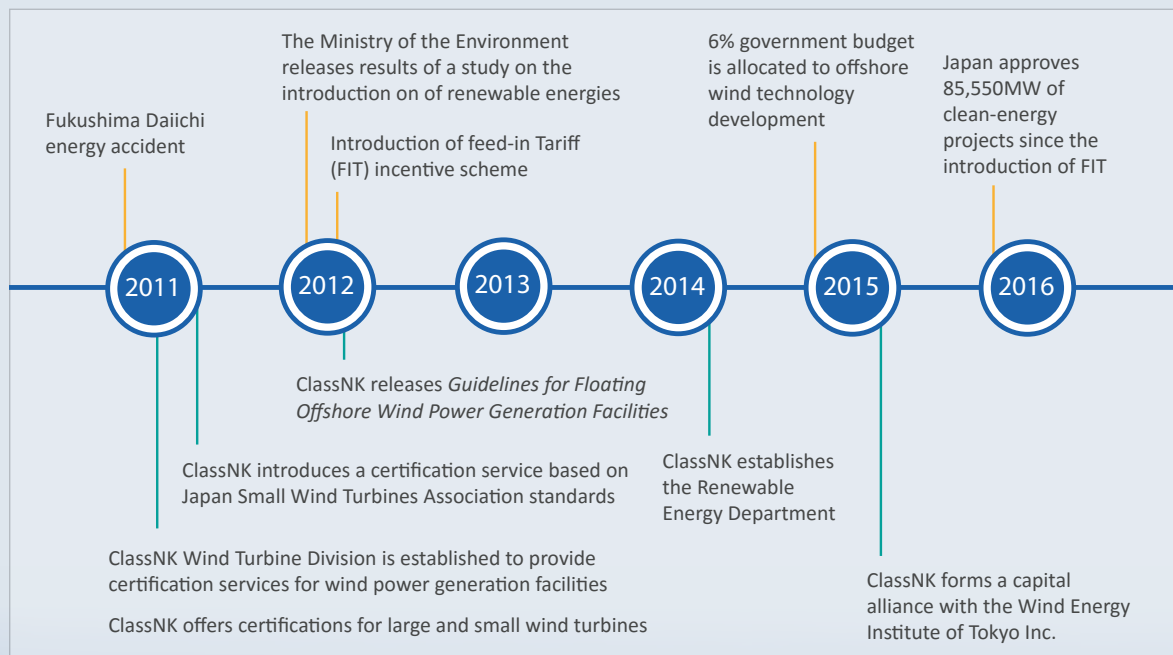 Fukushima Daiichi
energy accident
The Ministry of the Environment
releases results of a study on the
introduction on of renewable energies
Introduction of feed-in Tariff
(FIT) incentive scheme
6% government budget
is allocated to offshore
wind technology
development
Japan approves
85,550MW of
clean-energy
projects since the
introduction of FIT
2011
2012
2013
2014
2015
2016
ClassNK releases Guidelines for Floating
Offshore Wind Power Generation Facilities
ClassNK introduces a certification service based on
Japan Small Wind Turbines Association standards
ClassNK establishes
the Renewable
Energy Department
ClassNK Wind Turbine Division is established to provide
certification services for wind power generation facilities
ClassNK offers certifications for large and small wind turbines
ClassNK forms a capital
alliance with the Wind Energy
Institute of Tokyo Inc.